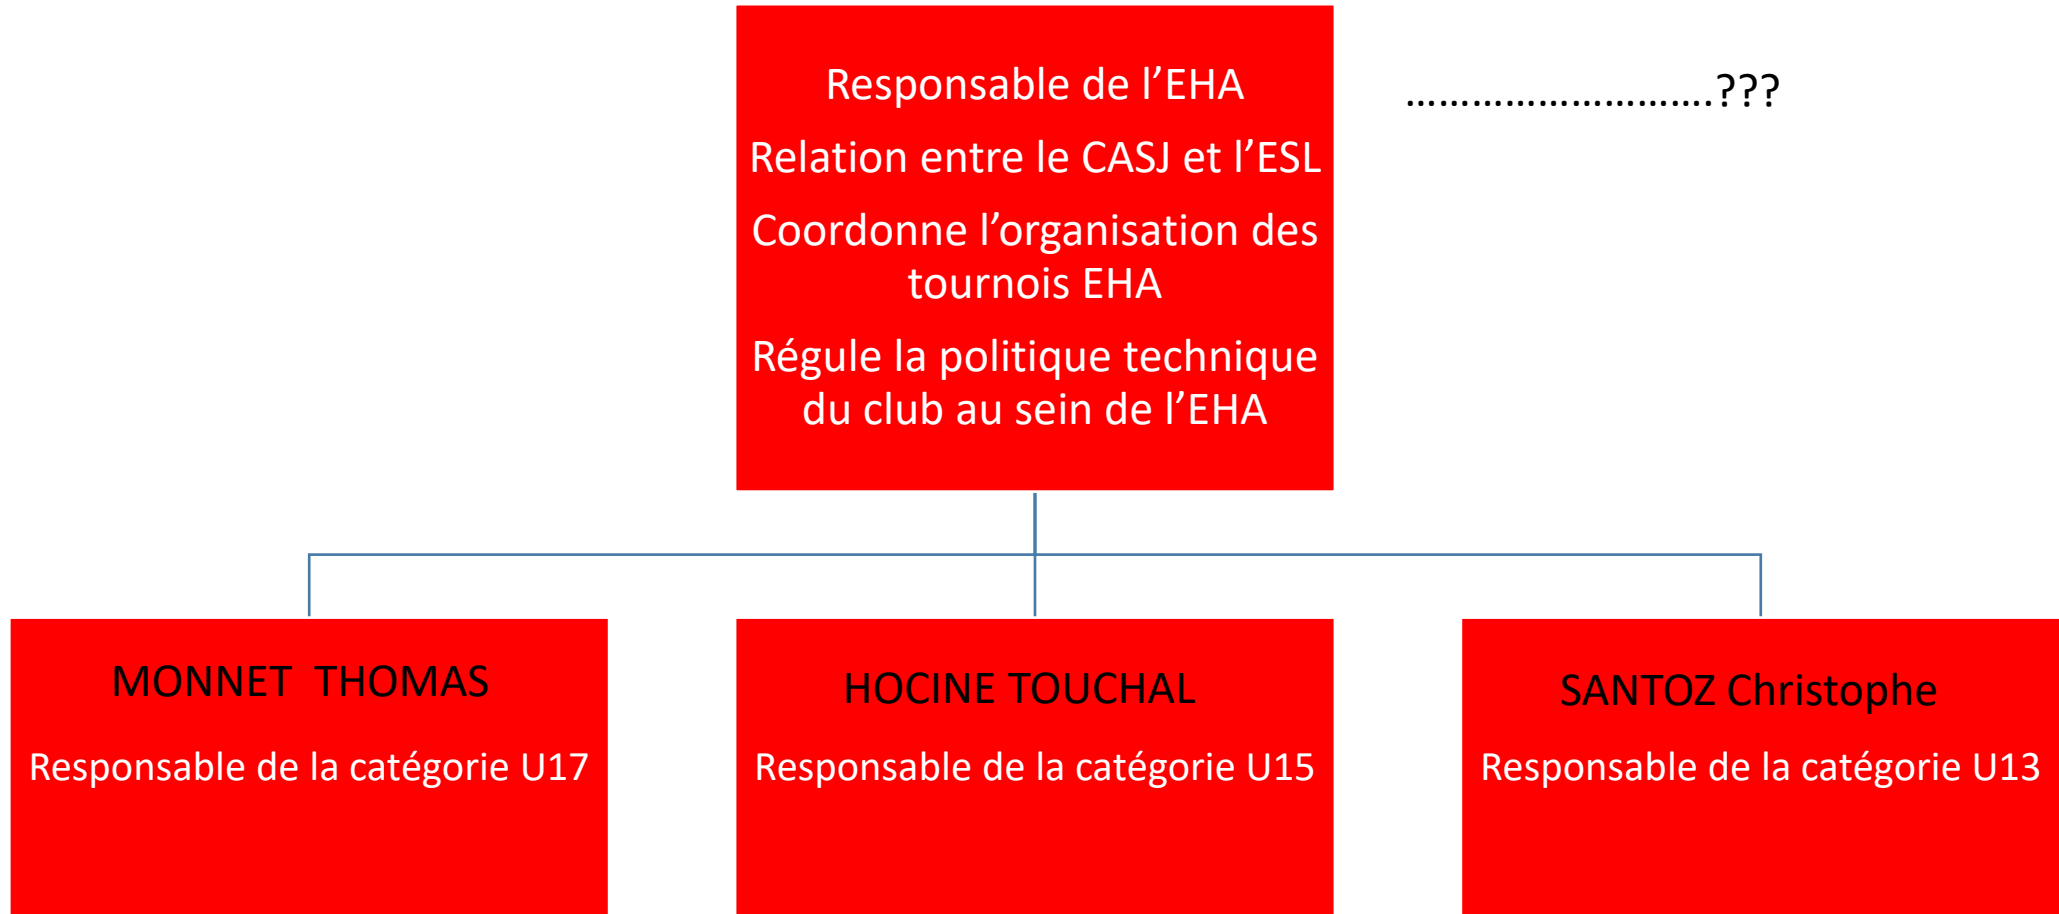 Responsable de l’EHA
Relation entre le CASJ et l’ESL
Coordonne l’organisation des
tournois EHA
Régule la politique technique
du club au sein de l’EHA
……………………….???
MONNET  THOMAS
Responsable de la catégorie U17
HOCINE TOUCHAL
Responsable de la catégorie U15
SANTOZ Christophe
Responsable de la catégorie U13